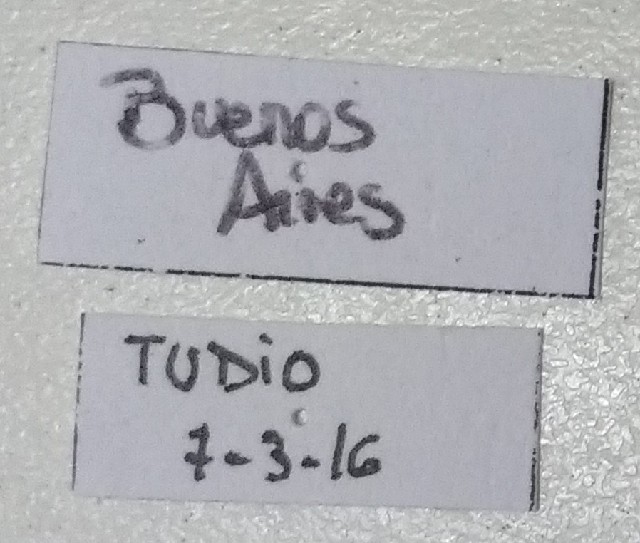 Buenos
Aires
TUDiO
7-3-16